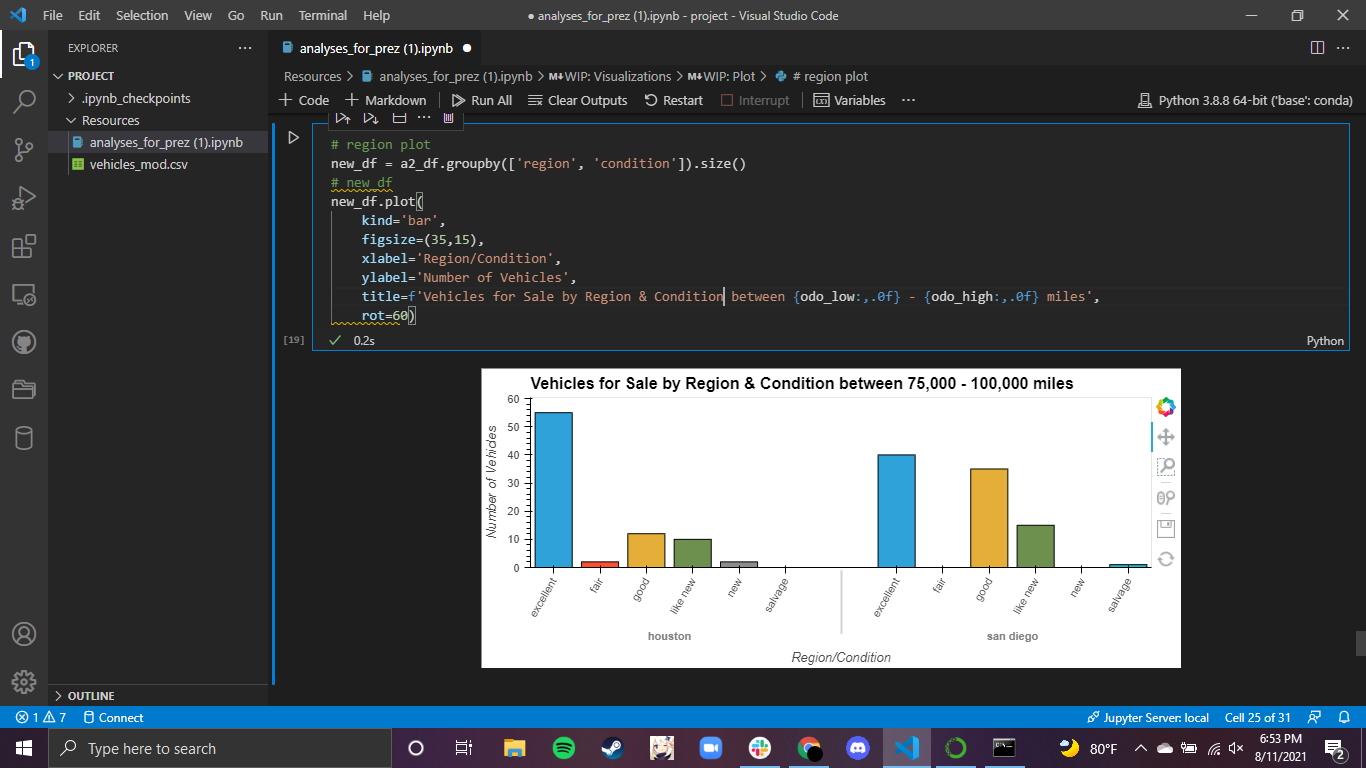 File Edit Selection View Go Run Terminal Help
● analyses_for_prez (1).ipynb - project - Visual Studio Code
EXPLORER
PROJECT
.ipynb_checkpoints
Resources
analyses_for_prez (1).ipynb
vehicles_mod.csv
OUTLINE
analyses_for_prez (1).ipynb ●
Resources > analyses_for_prez (1).ipynb > M↓WIP: Visualizations > M↓WIP: Plot > # region plot
+ Code + Markdown Run All Clear Outputs Restart Interrupt Variables ···
Python 3.8.8 64-bit ('base': conda)
# region plot
new_df = a2_df.groupby(['region', 'condition']).size()
# new_df
new_df.plot(
kind='bar',
figsize=(35,15),
xlabel='Region/Condition',
ylabel='Number of Vehicles',
title=f'Vehicles for Sale by Region & Condition between {odo_low:,.0f} - {odo_high:,.0f} miles',
rot=60)
[19]
0.2s
Python
Vehicles for Sale by Region & Condition between 75,000 - 100,000 miles
Number of Vehicles
60
50
40
30
20
10
0
excellent fair good like new new salvage
excellent fair good like new new salvage
houston san diego
Region/Condition
1 7 Connect
Jupyter Server: local Cell 25 of 31
1
Type here to search
80°F
6:53 PM
8/11/2021
2